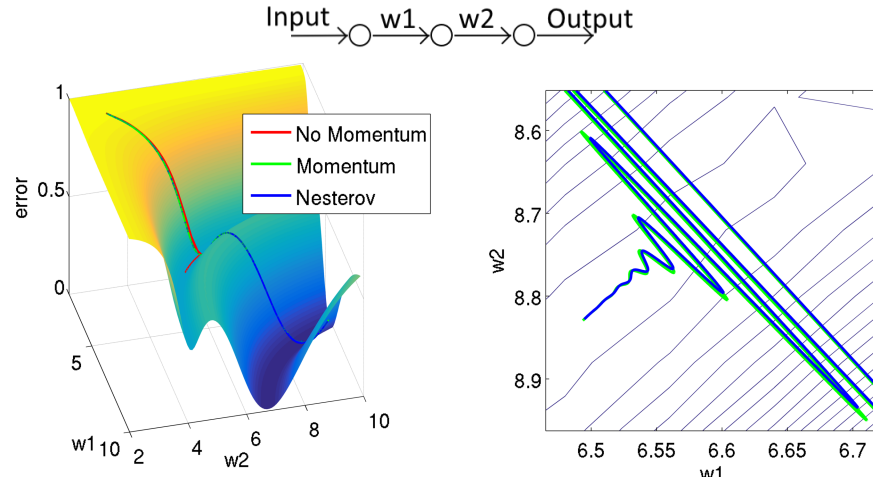 Input w1 w2 Output
1
0.5
0
error
5
10
w1
2
4
6
8
10
w2
No Momentum
Momentum
Nesterov
8.6
8.7
8.8
8.9
w2
6.5 6.55 6.6 6.65 6.7
w1